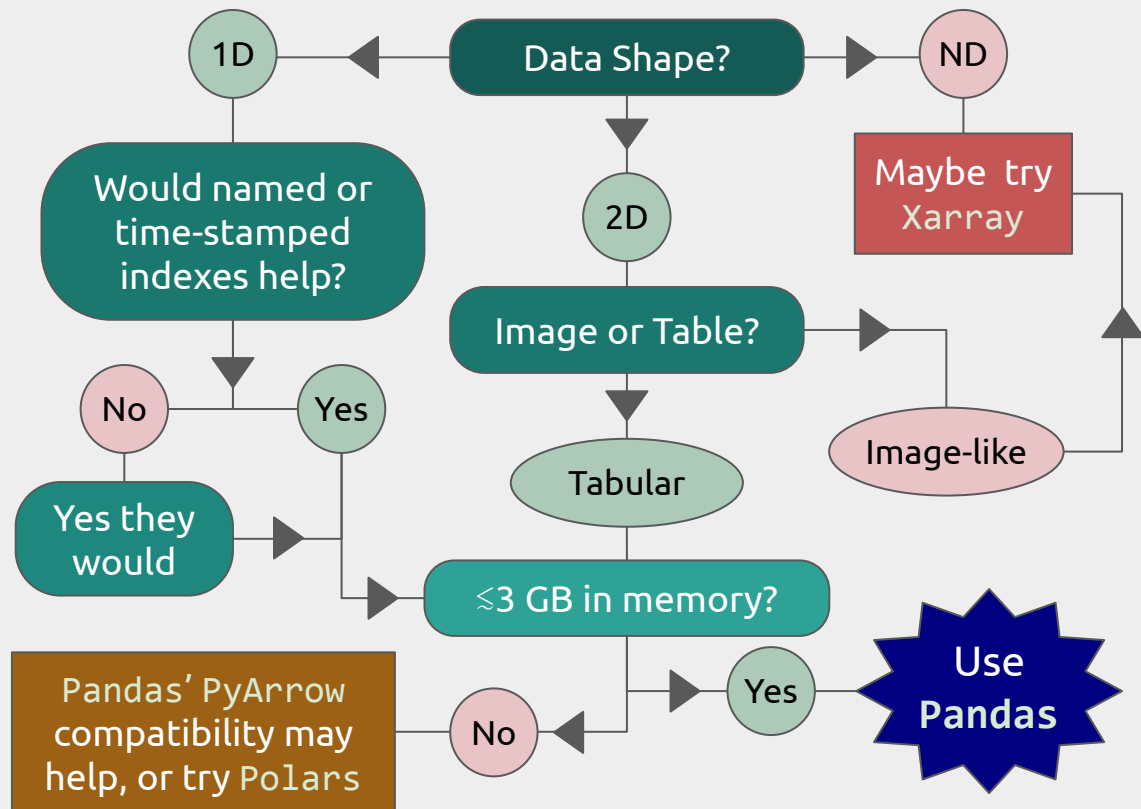 1D
Data Shape?
ND
Would named or
time-stamped
indexes help?
2D
Maybe try
Xarray
Image or Table?
No
Yes
Image-like
Tabular
Yes they
would
≲3 GB in memory?
Use
Pandas
Yes
No
Pandas' PyArrow
compatibility may
help, or try Polars